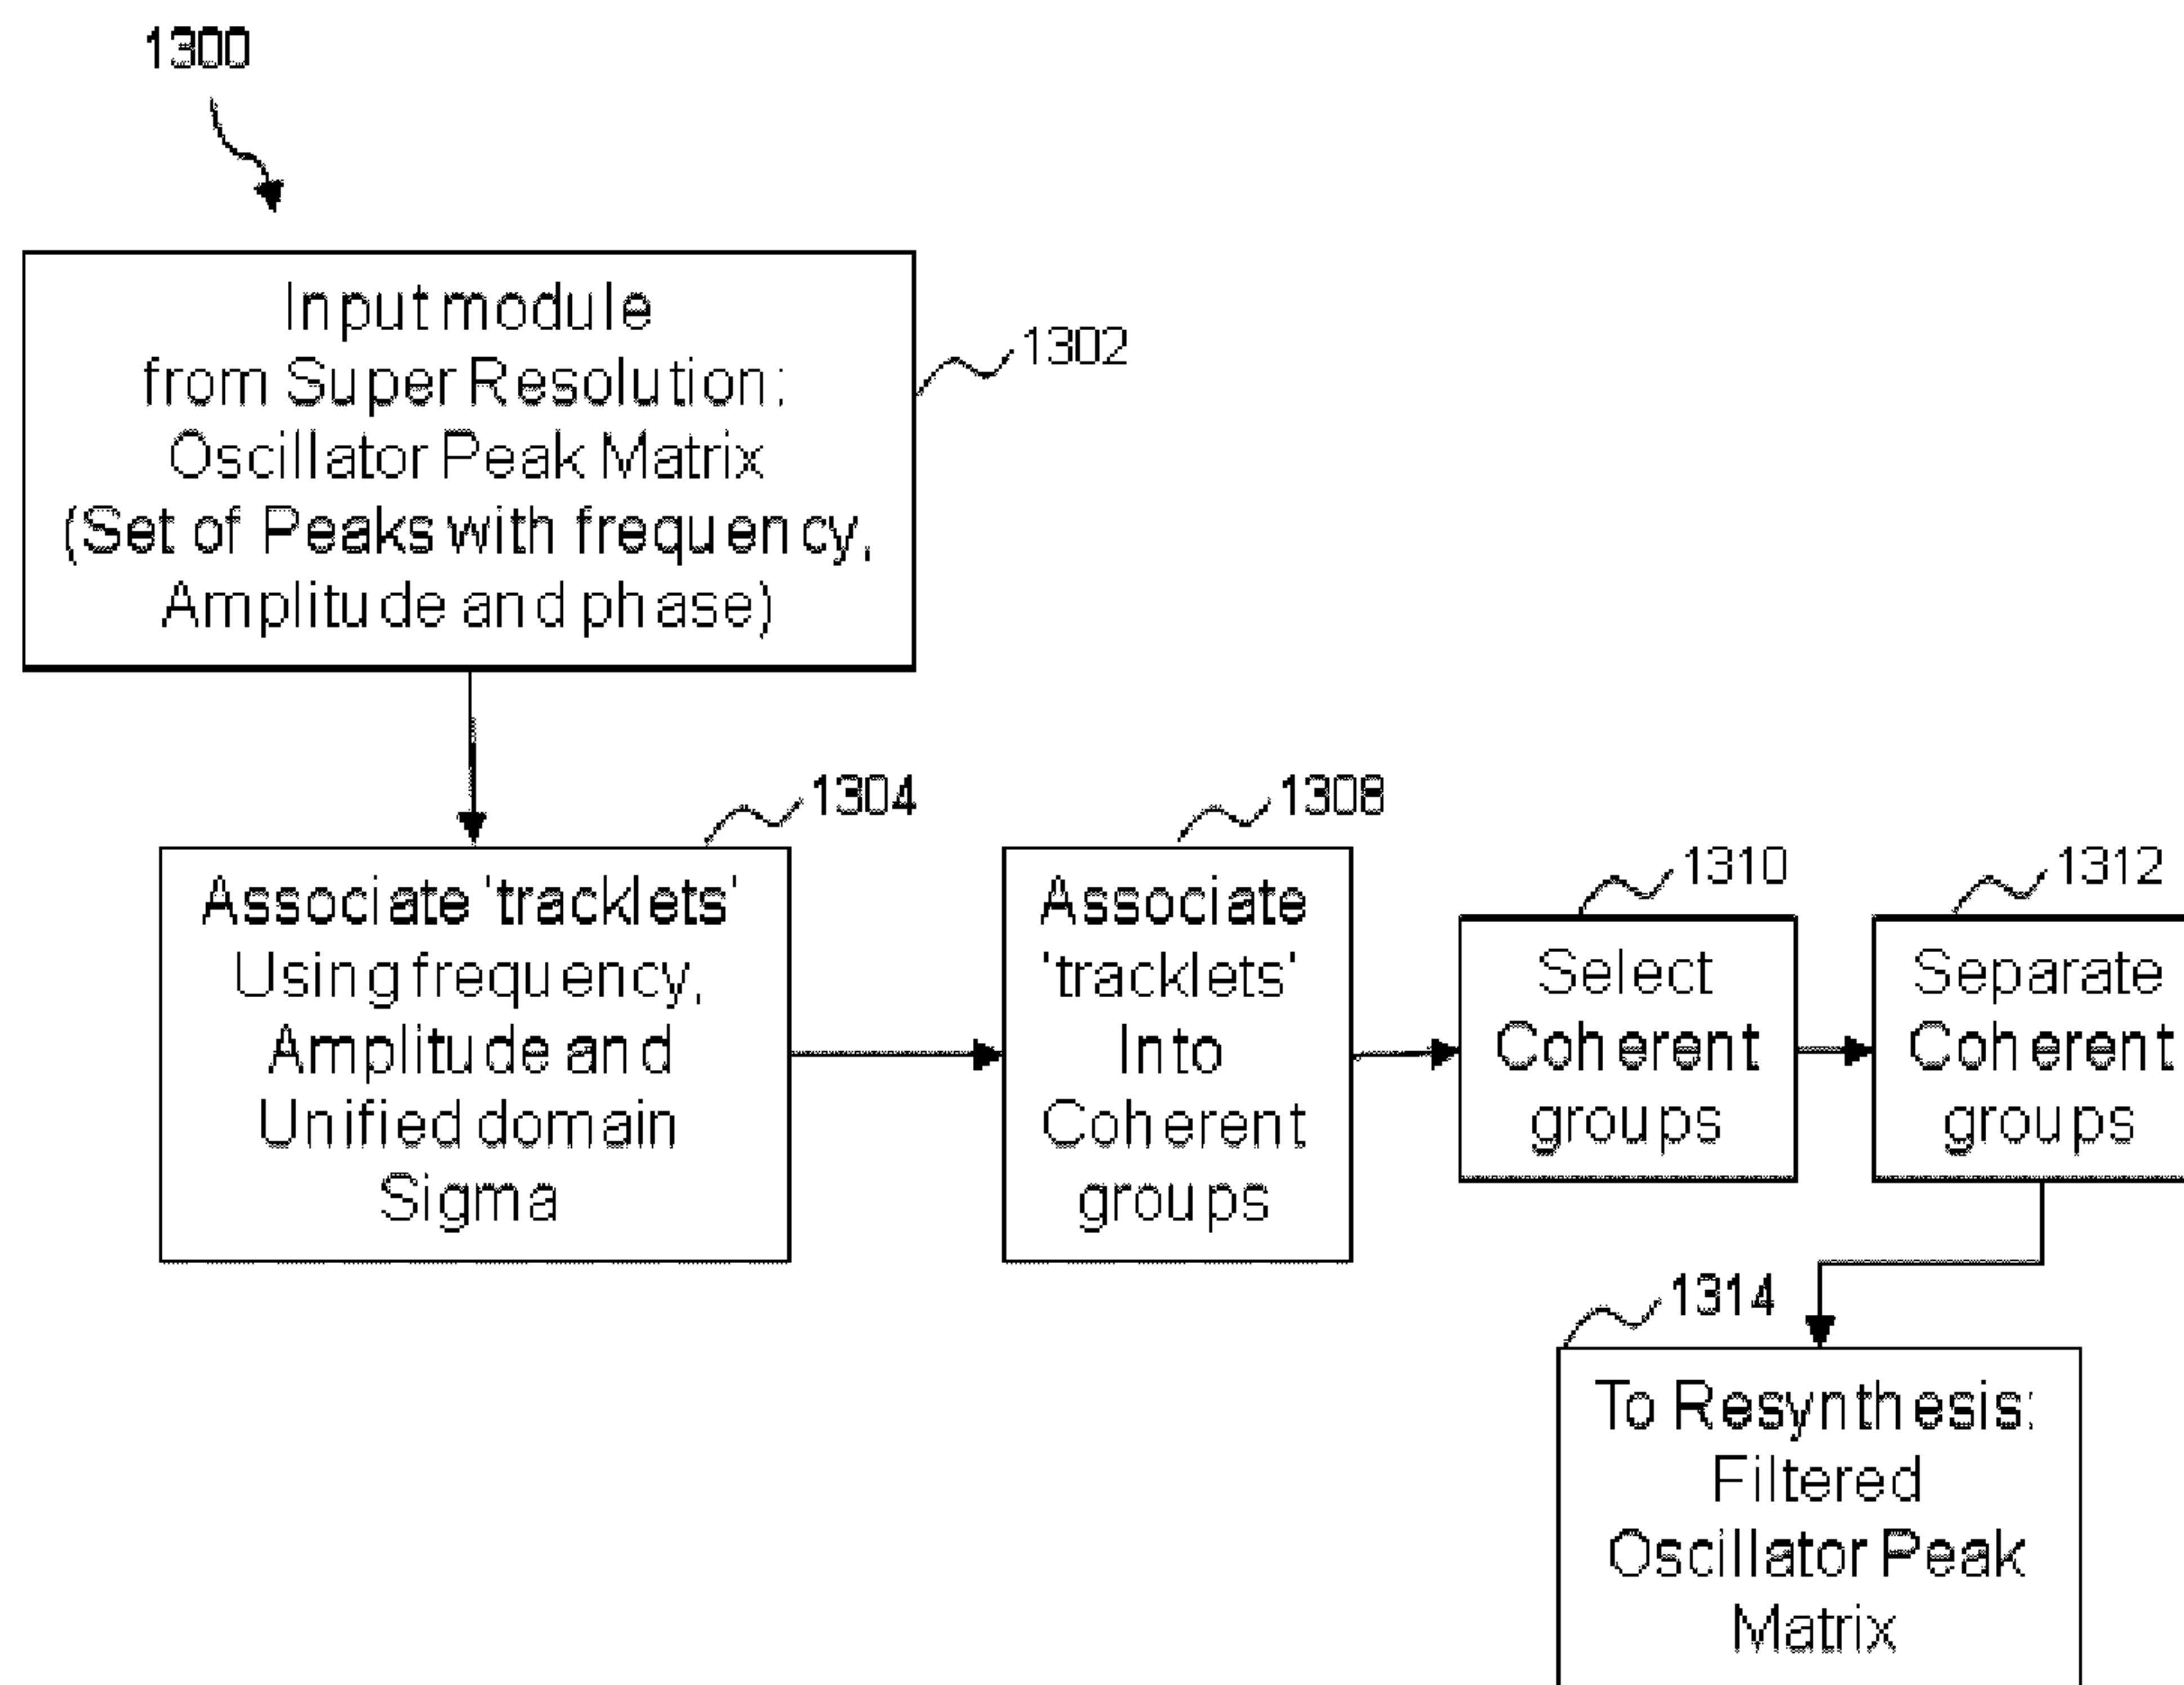 1300
Input module
from Super Resolution:
Oscillator Peak Matrix
(Set of Peaks with frequency,
Amplitude and phase)
1302
1304
Associate 'tracklets'
Using frequency,
Amplitude and
Unified domain
Sigma
1308
Associate
'tracklets'
Into
Coherent
groups
1310
Select
Coherent
groups
1312
Separate
Coherent
groups
1314
To Resynthesis:
Filtered
Oscillator Peak
Matrix